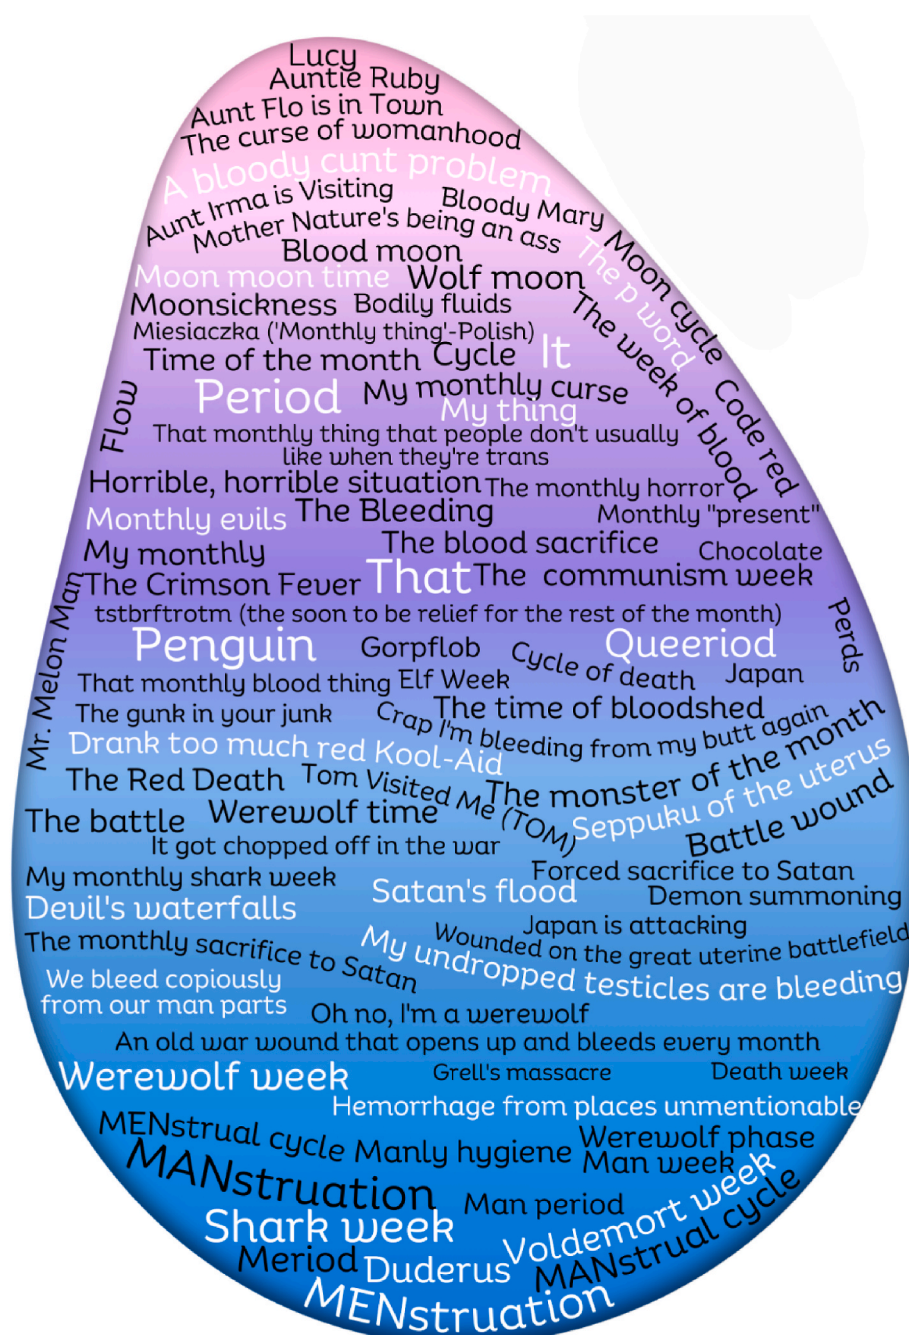 Lucy
Auntie Ruby
Aunt Flo is in Town
The curse of womanhood
A bloody cunt problem
Aunt Irma is Visiting
Bloody Mary
Mother Nature's being an ass
Blood moon
The p word
Moon cycle
Moon moon time
Wolf moon
Moonsickness
Bodily fluids
The week of blood
Miesiaczka ('Monthly thing'-Polish)
Time of the month
Cycle
It
Period
My monthly curse
Code red
Flow
My thing
That monthly thing that people don't usually
like when they're trans
Horrible, horrible situation
The monthly horror
Monthly evils
The Bleeding
Monthly "present"
My monthly
The blood sacrifice
Chocolate
The Crimson Fever
That
The communism week
Mr. Melon Man
tstbrftrotm (the soon to be relief for the rest of the month)
Perds
Penguin
Gorpflob
Queeriod
Cycle of death
Japan
That monthly blood thing
Elf Week
The gunk in your junk
The time of bloodshed
Crap I'm bleeding from my butt again
Drank too much red Kool-Aid
The Red Death
Tom Visited Me (TOM)
The monster of the month
Seppuku of the uterus
The battle
Werewolf time
Battle wound
It got chopped off in the war
My monthly shark week
Forced sacrifice to Satan
Satan's flood
Demon summoning
Devil's waterfalls
Japan is attacking
The monthly sacrifice to Satan
Wounded on the great uterine battlefield
My undropped testicles are bleeding
We bleed copiously
from our man parts
Oh no, I'm a werewolf
An old war wound that opens up and bleeds every month
Werewolf week
Grell's massacre
Death week
Hemorrhage from places unmentionable
MENstrual cycle
Manly hygiene
Werewolf phase
Man week
MANstruation
Man period
Shark week
Voldemort week
MANstrual cycle
Meriod
Duderus
MENstruation